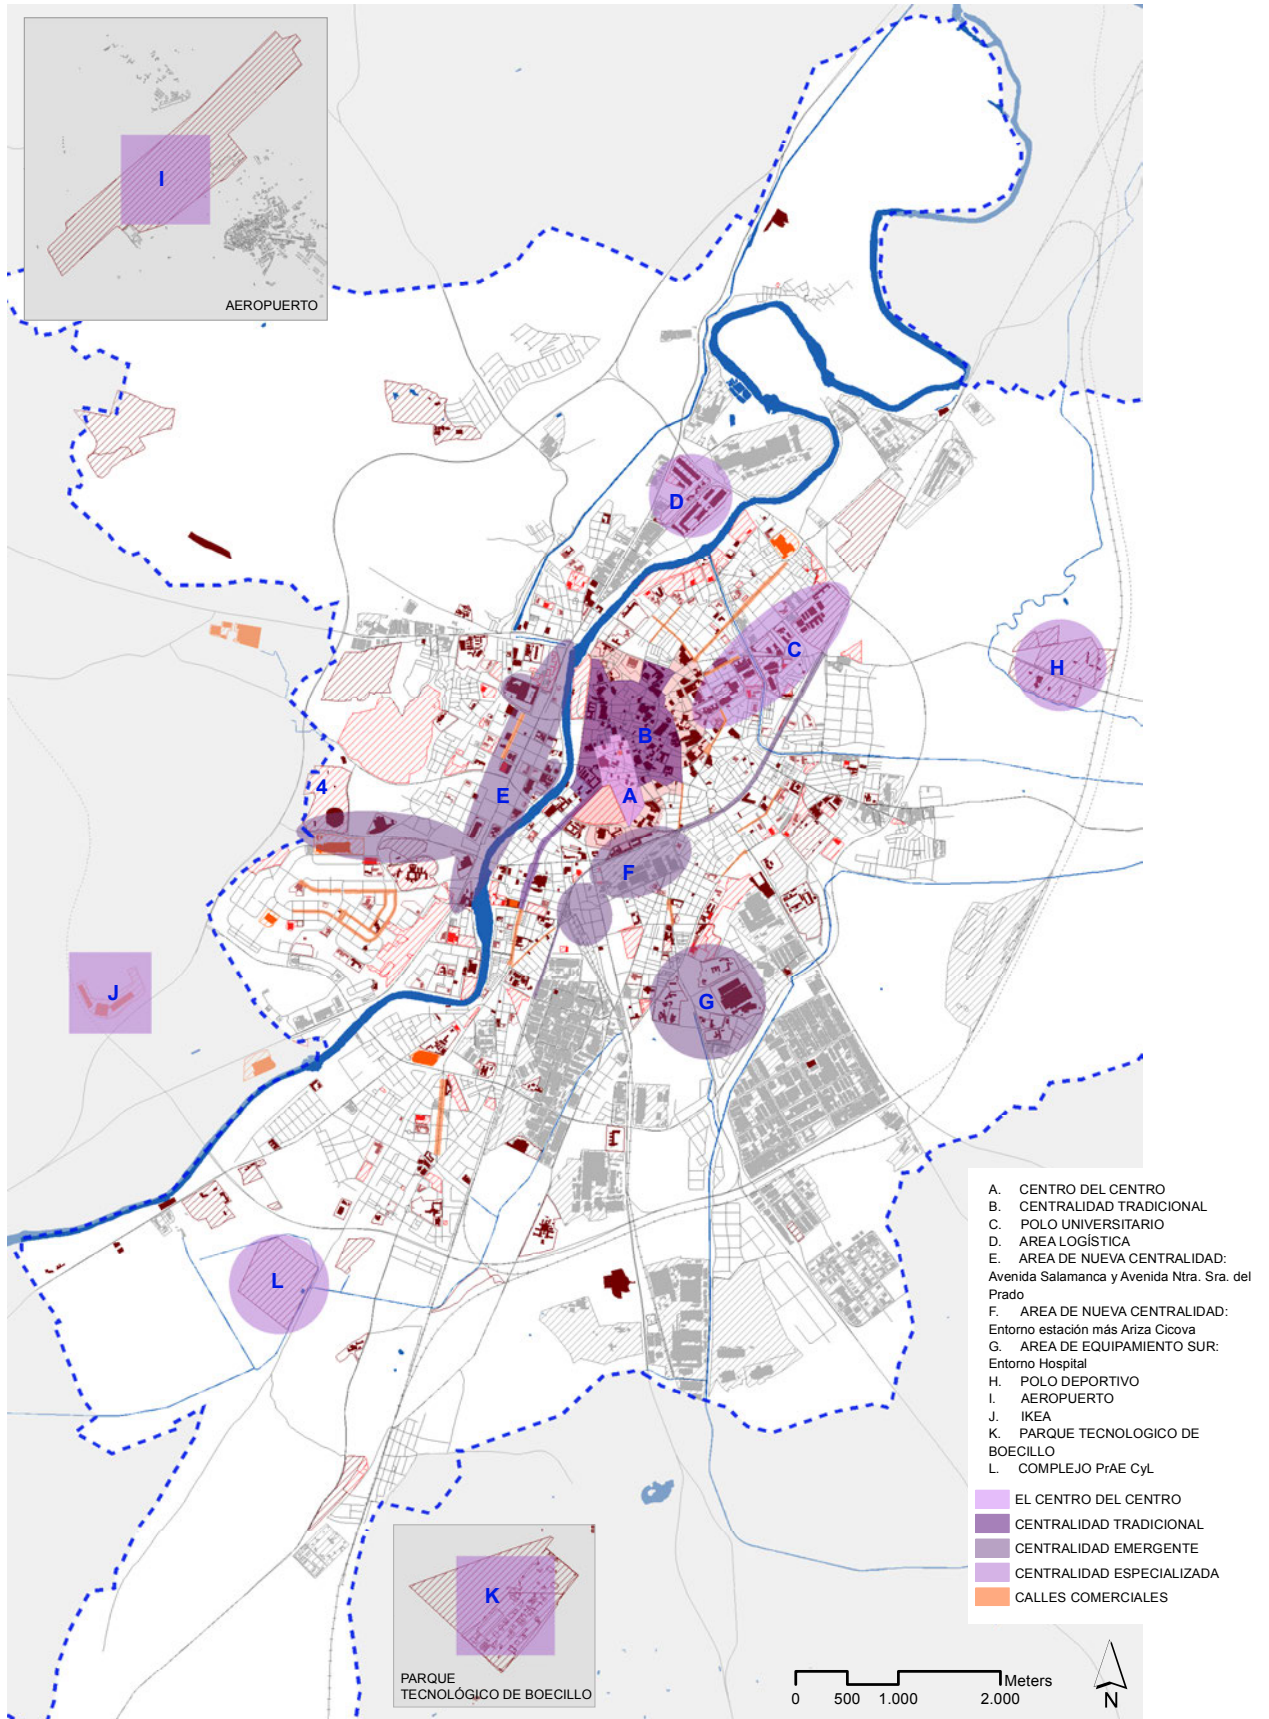 I
AEROPUERTO
D
C
H
B
4
E
A
F
J
G
L
K
PARQUE
TECNOLÓGICO DE BOECILLO
A. CENTRO DEL CENTRO
B. CENTRALIDAD TRADICIONAL
C. POLO UNIVERSITARIO
D. AREA LOGÍSTICA
E. AREA DE NUEVA CENTRALIDAD:
Avenida Salamanca y Avenida Ntra. Sra. del
Prado
F. AREA DE NUEVA CENTRALIDAD:
Entorno estación más Ariza Cicova
G. AREA DE EQUIPAMIENTO SUR:
Entorno Hospital
H. POLO DEPORTIVO
I. AEROPUERTO
J. IKEA
K. PARQUE TECNOLOGICO DE
BOECILLO
L. COMPLEJO PrAE CyL
EL CENTRO DEL CENTRO
CENTRALIDAD TRADICIONAL
CENTRALIDAD EMERGENTE
CENTRALIDAD ESPECIALIZADA
CALLES COMERCIALES
Meters
0 500 1.000 2.000
N